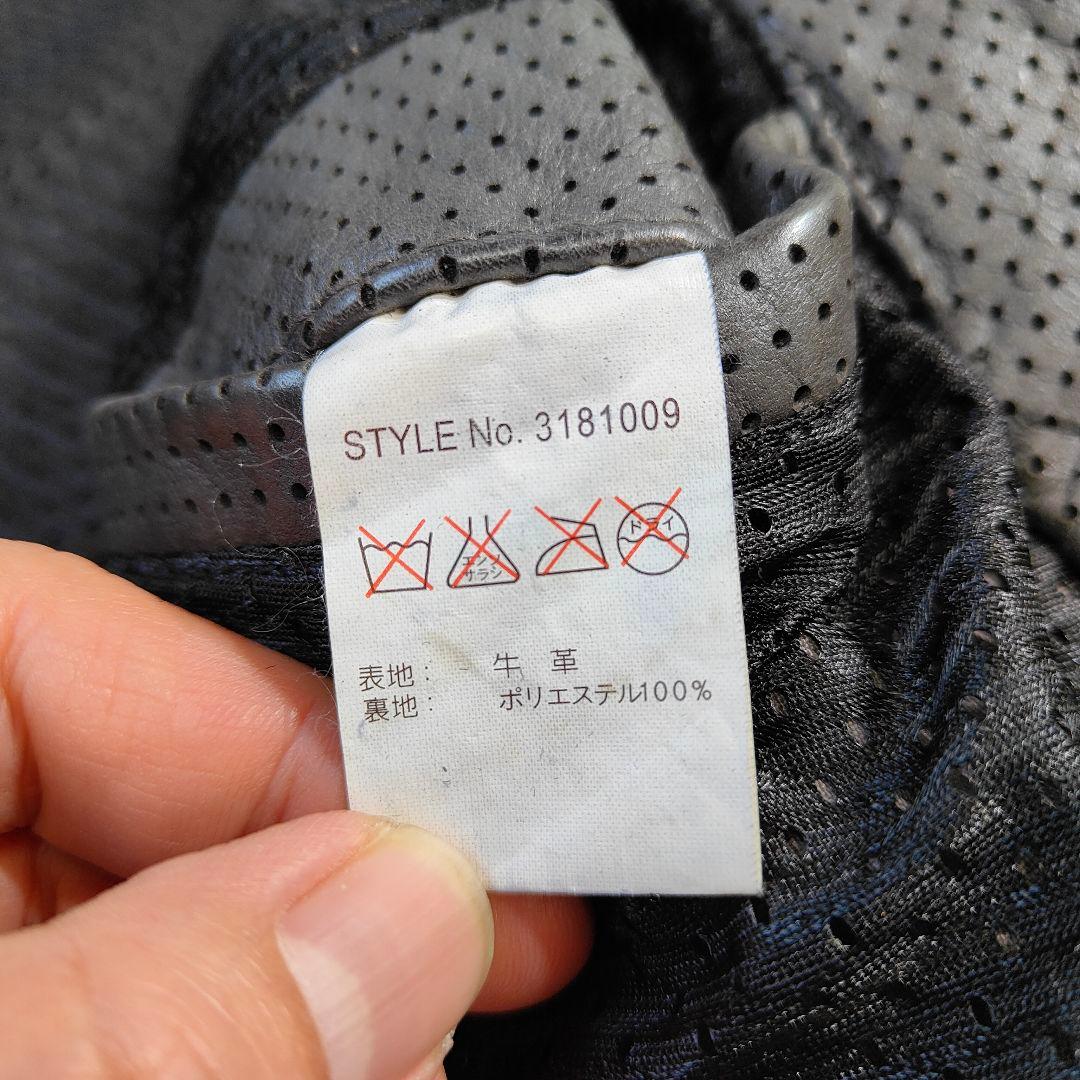 STYLE No. 3181009
エンソ
サラシ
ドライ
表地: 牛 革
裏地: ポリエステル100%